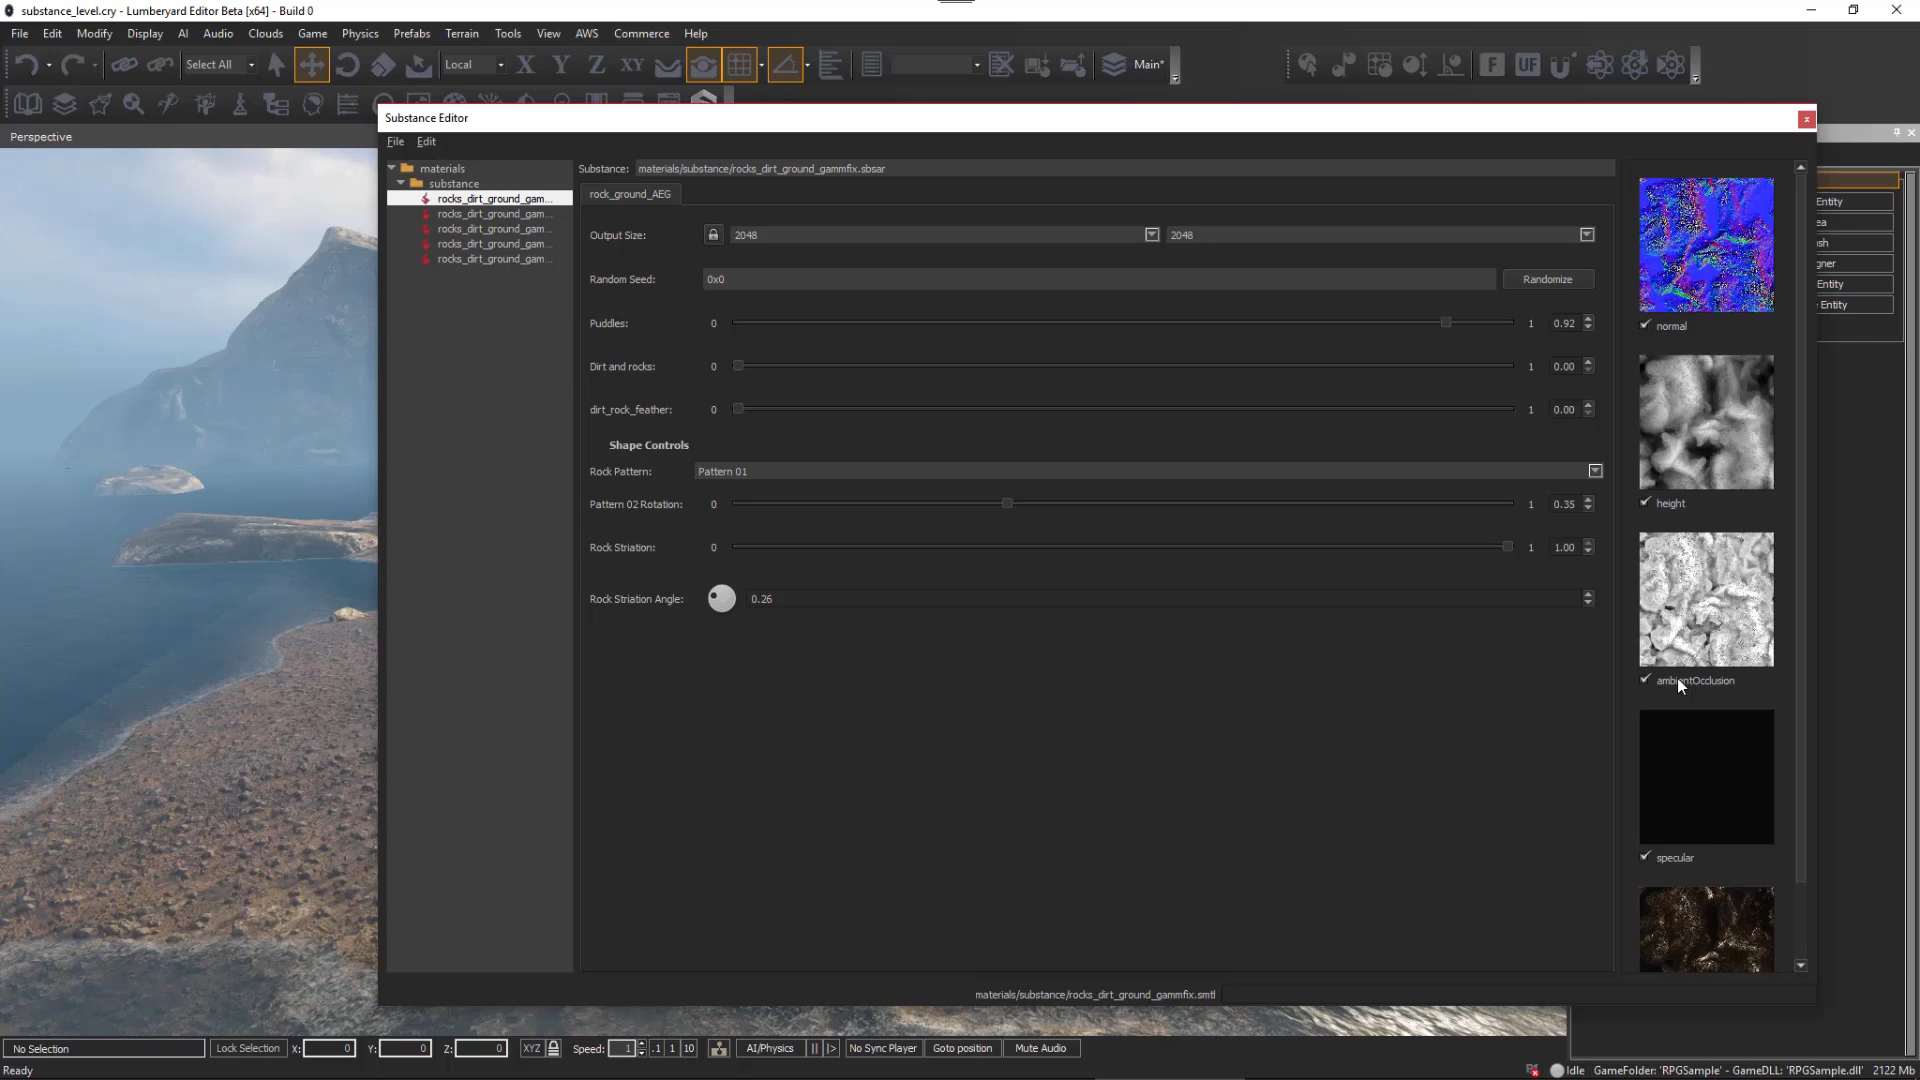 substance_level.cry - Lumberyard Editor Beta [x64] - Build 0
File Edit Modify Display AI Audio Clouds Game Physics Prefabs Terrain Tools View AWS Commerce Help
Select All Local X Y Z XY Main* F UF
Perspective
Substance Editor
File Edit
materials
substance
rocks_dirt_ground_gam...
rocks_dirt_ground_gam...
rocks_dirt_ground_gam...
rocks_dirt_ground_gam...
rocks_dirt_ground_gam...
Substance: materials/substance/rocks_dirt_ground_gammfix.sbsar
rock_ground_AEG
Output Size: 2048 2048
Random Seed: 0x0 Randomize
Puddles: 0 1 0.92
Dirt and rocks: 0 1 0.00
dirt_rock_feather: 0 1 0.00
Shape Controls
Rock Pattern: Pattern 01
Pattern 02 Rotation: 0 1 0.35
Rock Striation: 0 1 1.00
Rock Striation Angle: 0.26
normal
height
ambientOcclusion
specular
materials/substance/rocks_dirt_ground_gammfix.smtl
Entity
ea
sh
gner
Entity
Entity
No Selection Lock Selection X: 0 Y: 0 Z: 0 XYZ Speed: 1 .1 1 10 AI/Physics No Sync Player Goto position Mute Audio
Ready Idle GameFolder: 'RPGSample' - GameDLL: 'RPGSample.dll' 2122 Mb